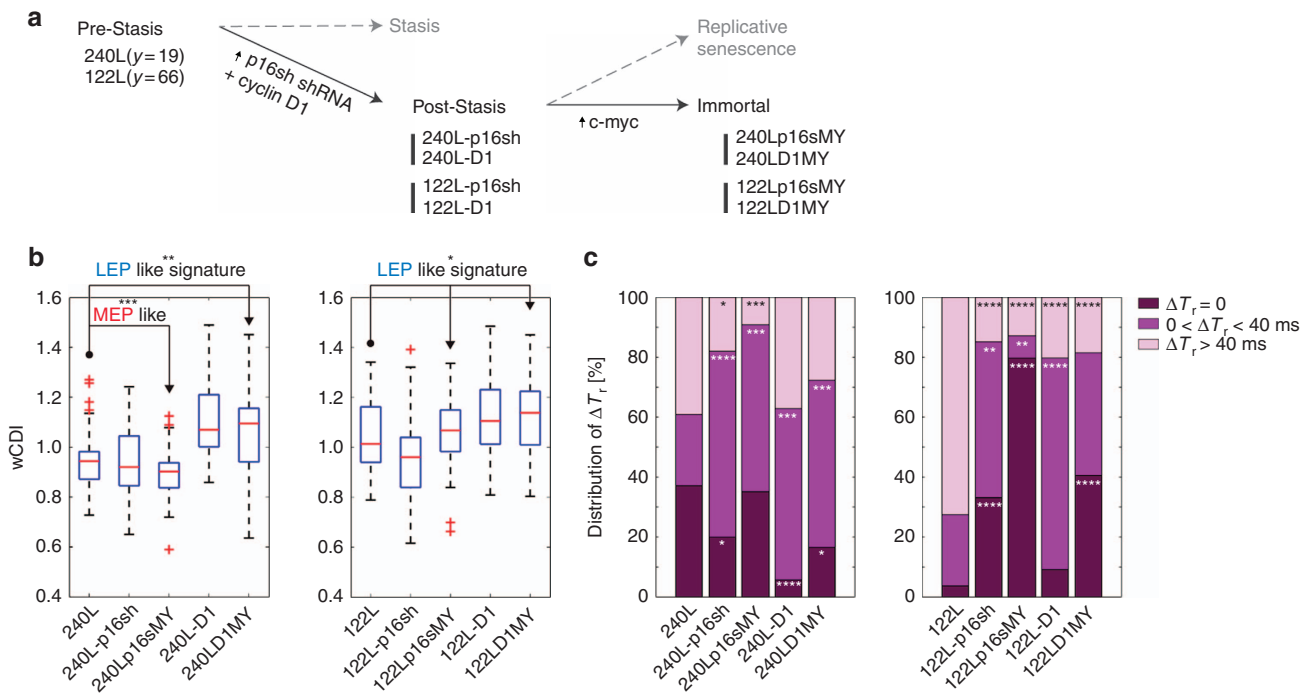 a
Pre-Stasis
240L(y=19)
122L(y=66)
Stasis
↑ p16sh shRNA
+ cyclin D1
Post-Stasis
240L-p16sh
240L-D1
122L-p16sh
122L-D1
Replicative
senescence
↑ c-myc
Immortal
240Lp16sMY
240LD1MY
122Lp16sMY
122LD1MY
b
**
LEP like signature
***
MEP like
wCDI
1.6
1.4
1.2
1.0
0.8
0.6
0.4
240L
240L-p16sh
240Lp16sMY
240L-D1
240LD1MY
*
LEP like signature
1.6
1.4
1.2
1.0
0.8
0.6
0.4
122L
122L-p16sh
122Lp16sMY
122L-D1
122LD1MY
c
Distribution of ΔTr [%]
100
80
60
40
20
0
* *** 
**** *** *** ***
* **** *
240L
240L-p16sh
240Lp16sMY
240L-D1
240LD1MY
100
80
60
40
20
0
**** **** **** ****
** ** ****
**** **** ****
122L
122L-p16sh
122Lp16sMY
122L-D1
122LD1MY
ΔTr = 0
0 < ΔTr < 40 ms
ΔTr > 40 ms